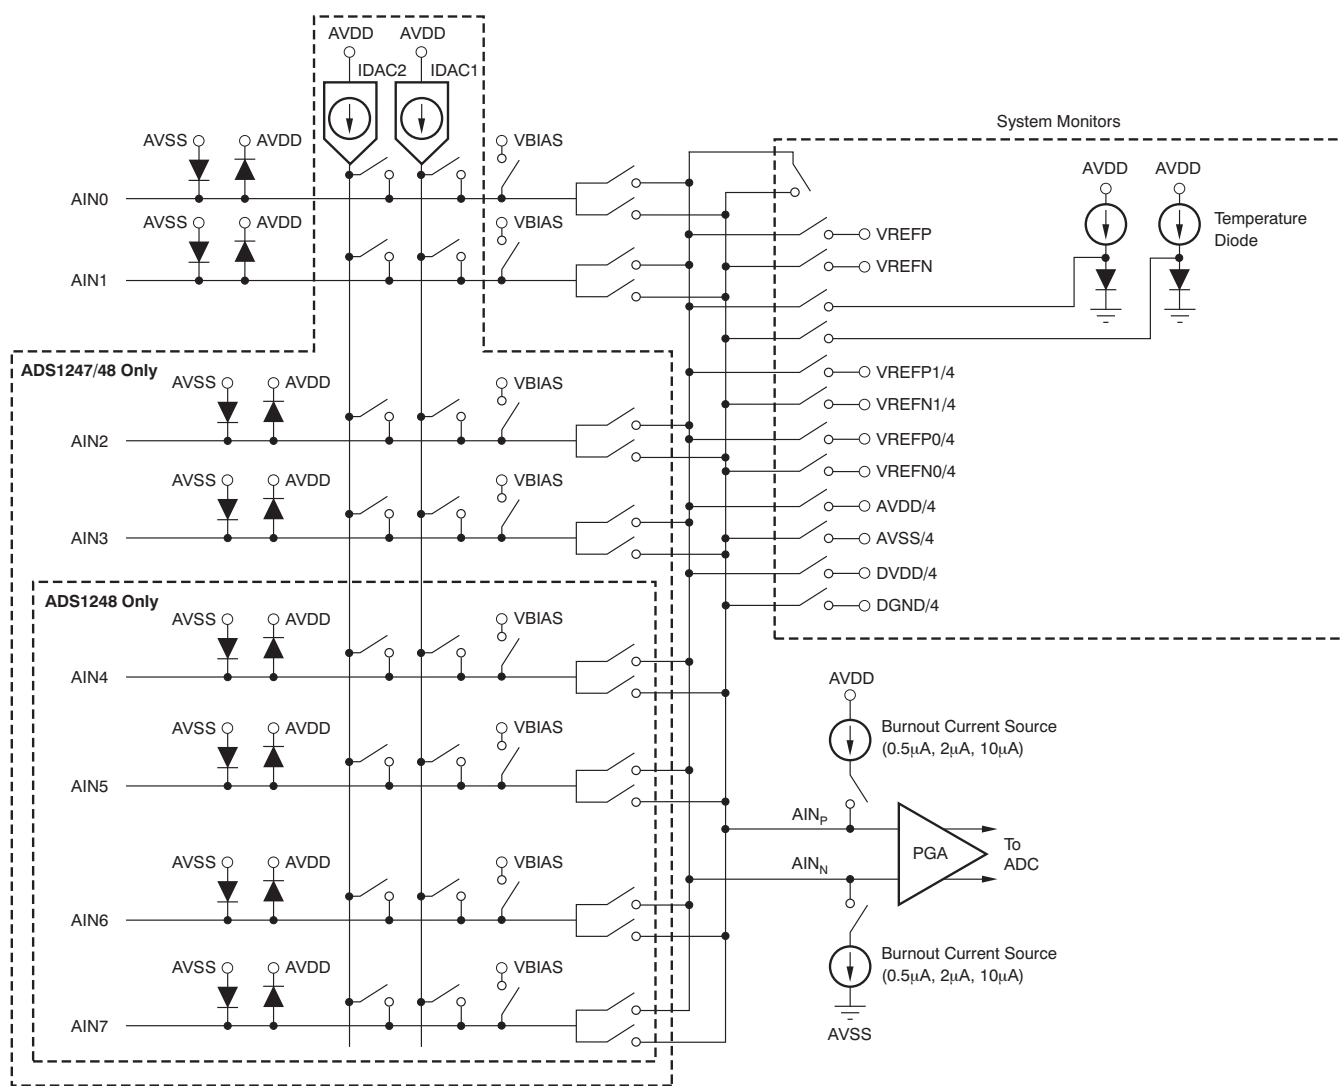 AVDD AVDD
IDAC2 IDAC1
AVSS AVDD VBIAS
AIN0
AVSS AVDD VBIAS
AIN1
System Monitors
AVDD AVDD
Temperature
Diode
VREFP
VREFN
VREFP1/4
VREFN1/4
VREFP0/4
VREFN0/4
AVDD/4
AVSS/4
DVDD/4
DGND/4
ADS1247/48 Only
AVSS AVDD VBIAS
AIN2
AVSS AVDD VBIAS
AIN3
ADS1248 Only
AVSS AVDD VBIAS
AIN4
AVSS AVDD VBIAS
AIN5
AVSS AVDD VBIAS
AIN6
AVSS AVDD VBIAS
AIN7
AVDD
Burnout Current Source
(0.5μA, 2μA, 10μA)
AINP
PGA
To
ADC
AINN
Burnout Current Source
(0.5μA, 2μA, 10μA)
AVSS